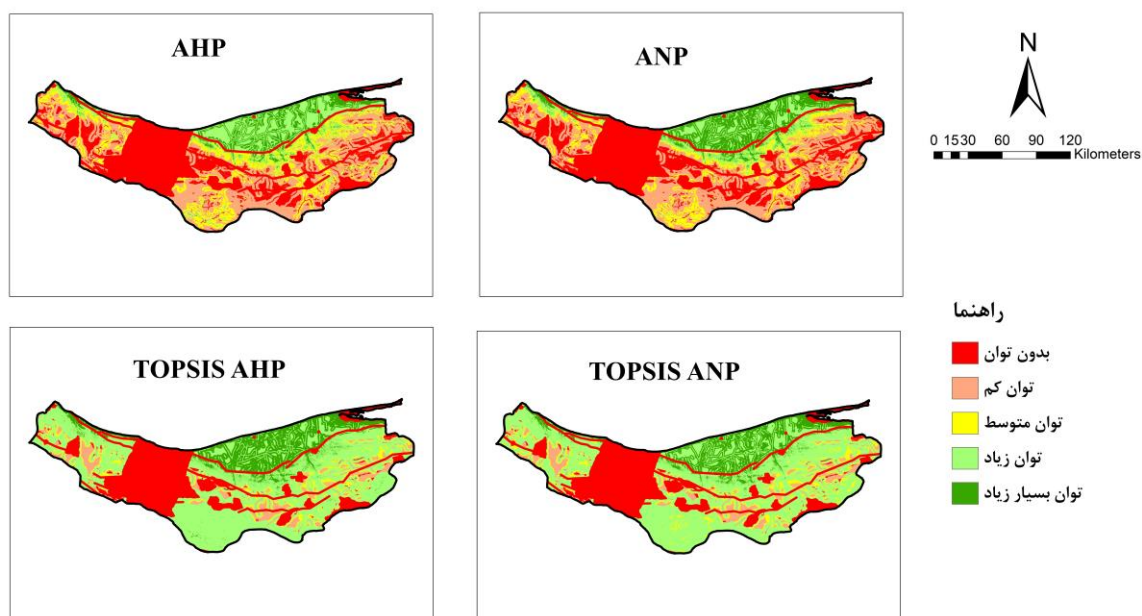 AHP
ANP
N
0 15 30 60 90 120
Kilometers
TOPSIS AHP
TOPSIS ANP
راهنما
بدون توان
توان کم
توان متوسط
توان زیاد
توان بسیار زیاد